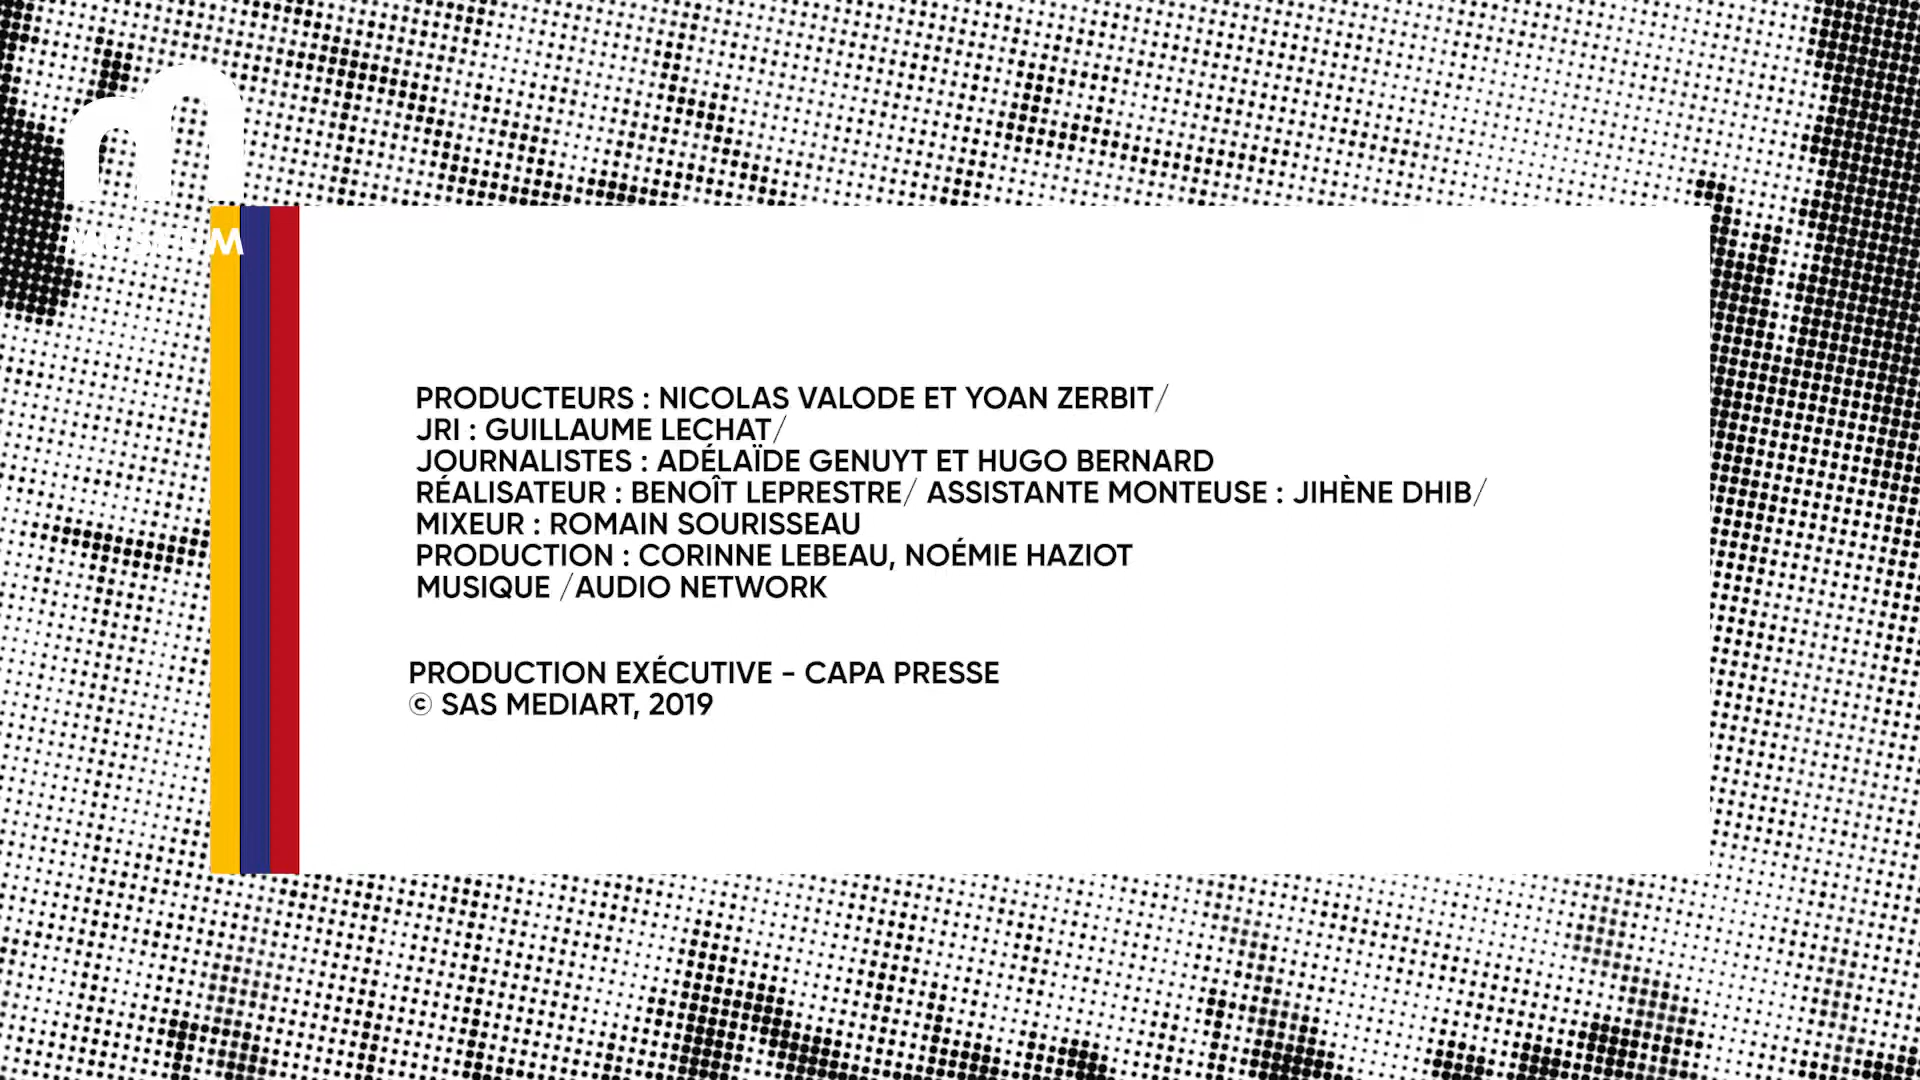 MUSEUM
PRODUCTEURS : NICOLAS VALODE ET YOAN ZERBIT/
JRI : GUILLAUME LECHAT/
JOURNALISTES : ADÉLAÏDE GENUYT ET HUGO BERNARD
RÉALISATEUR : BENOÎT LEPRESTRE/ ASSISTANTE MONTEUSE : JIHÈNE DHIB/
MIXEUR : ROMAIN SOURISSEAU
PRODUCTION : CORINNE LEBEAU, NOÉMIE HAZIOT
MUSIQUE /AUDIO NETWORK
PRODUCTION EXÉCUTIVE - CAPA PRESSE
© SAS MEDIART, 2019